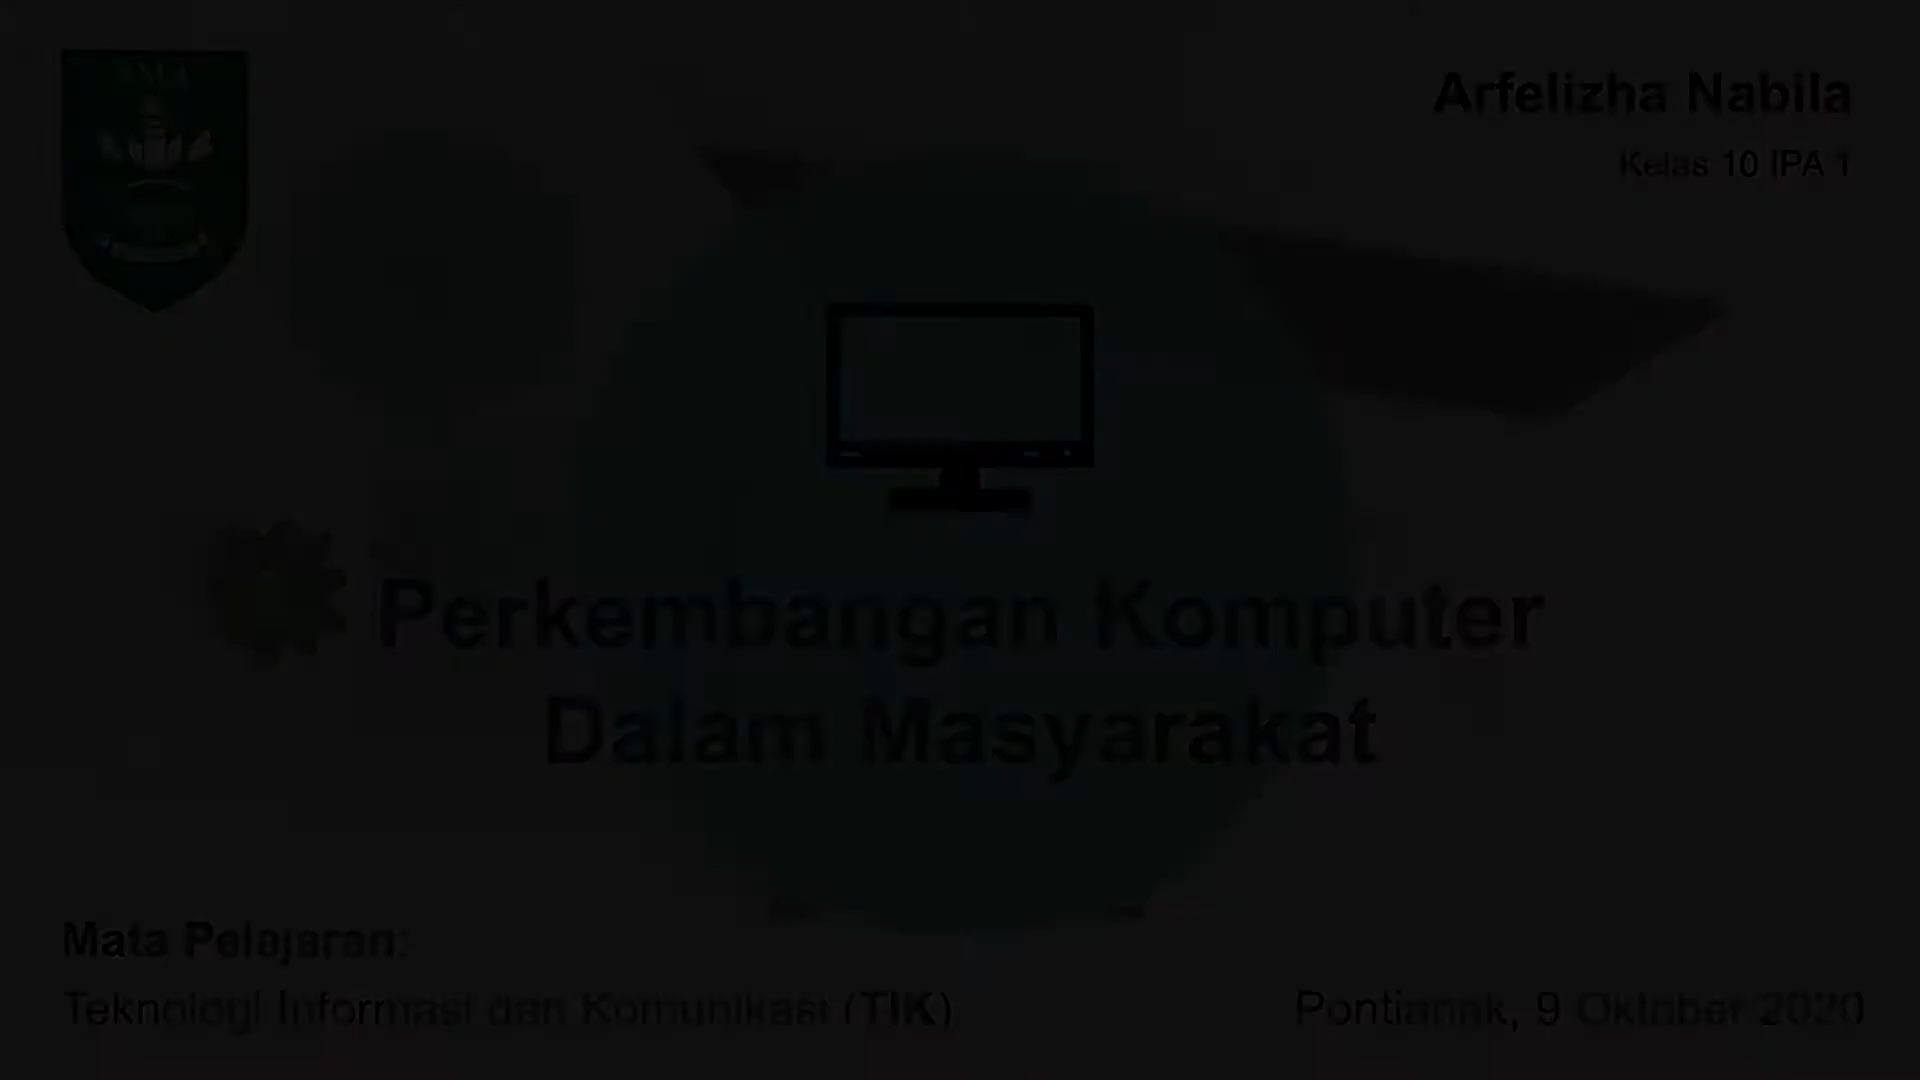 Arfelizha Nabila
Kelas 10 IPA 1
Perkembangan Komputer
Dalam Masyarakat
Mata Pelajaran:
Teknologi Informasi dan Komunikasi (TIK)
Pontianak, 9 Oktober 2020